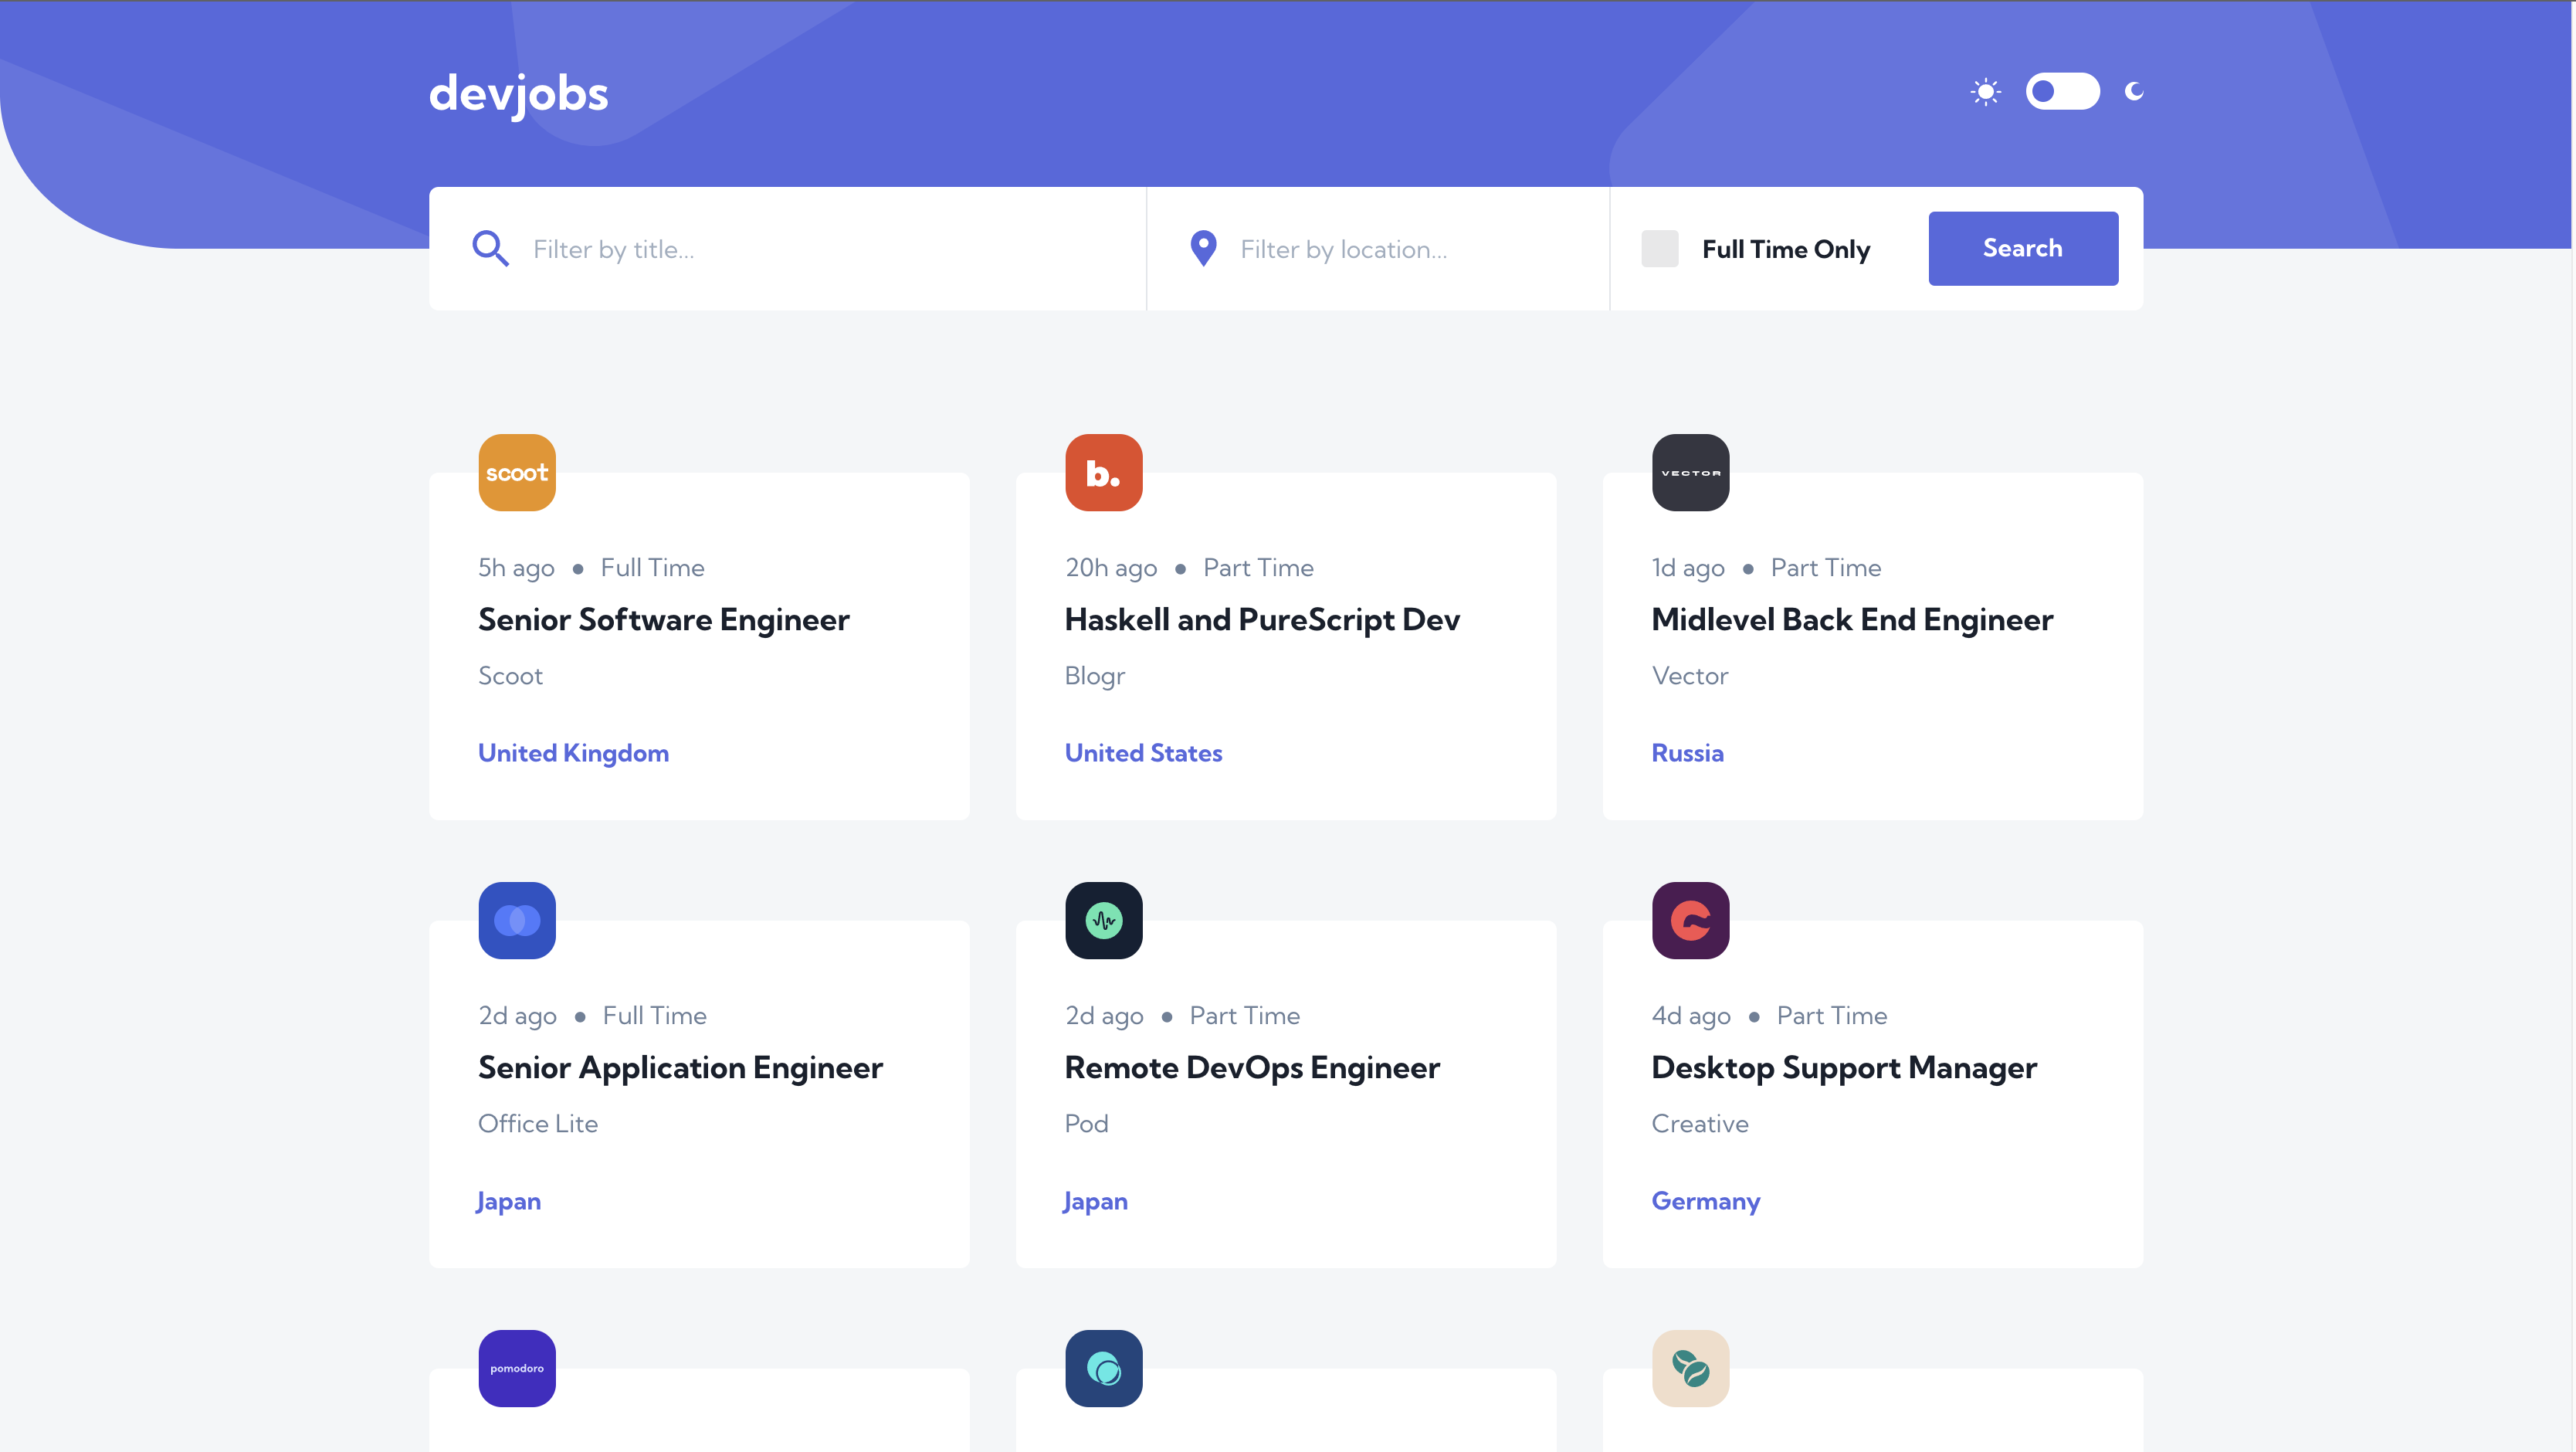 devjobs
Filter by title...
Filter by location...
Full Time Only
Search
scoot
b.
VECTOR
5h ago • Full Time
Senior Software Engineer
Scoot
United Kingdom
20h ago • Part Time
Haskell and PureScript Dev
Blogr
United States
1d ago • Part Time
Midlevel Back End Engineer
Vector
Russia
2d ago • Full Time
Senior Application Engineer
Office Lite
Japan
2d ago • Part Time
Remote DevOps Engineer
Pod
Japan
4d ago • Part Time
Desktop Support Manager
Creative
Germany
pomodoro